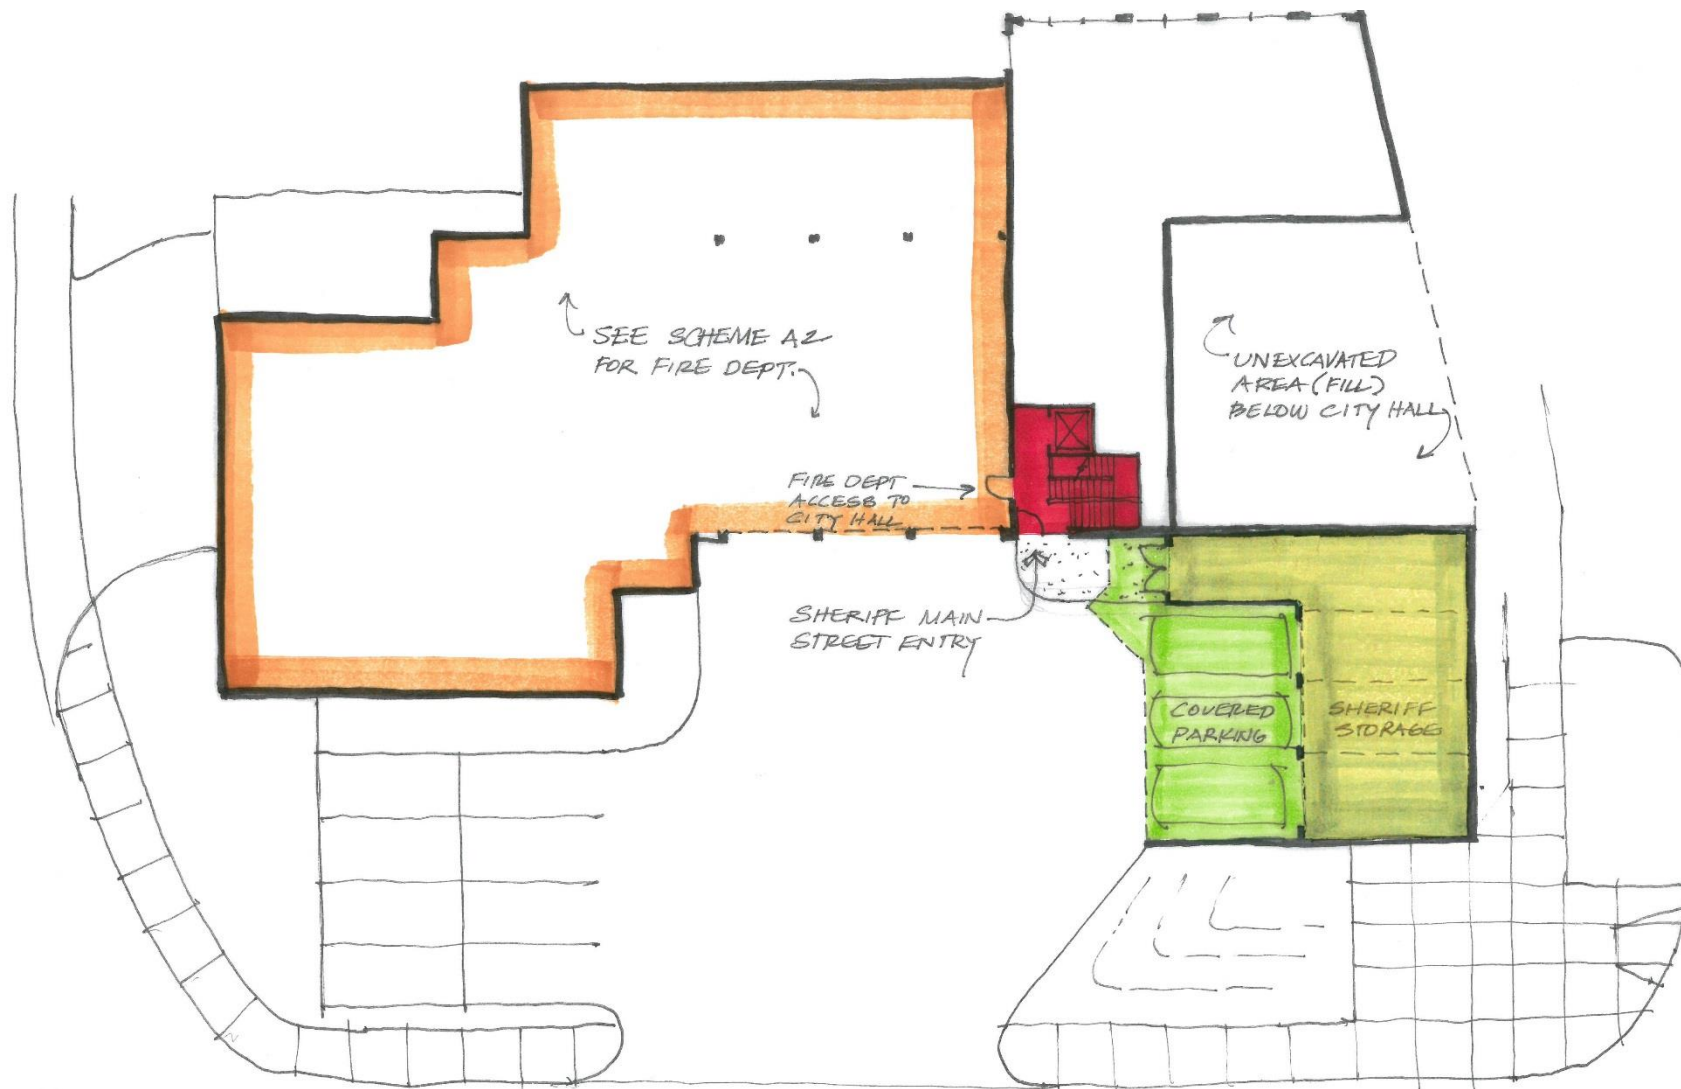 SEE SCHEME A2
FOR FIRE DEPT.
UNEXCAVATED
AREA (FILL)
BELOW CITY HALL
FIRE DEPT
ACCESS TO
CITY HALL
SHERIFF MAIN
STREET ENTRY
COVERED
PARKING
SHERIFF
STORAGE